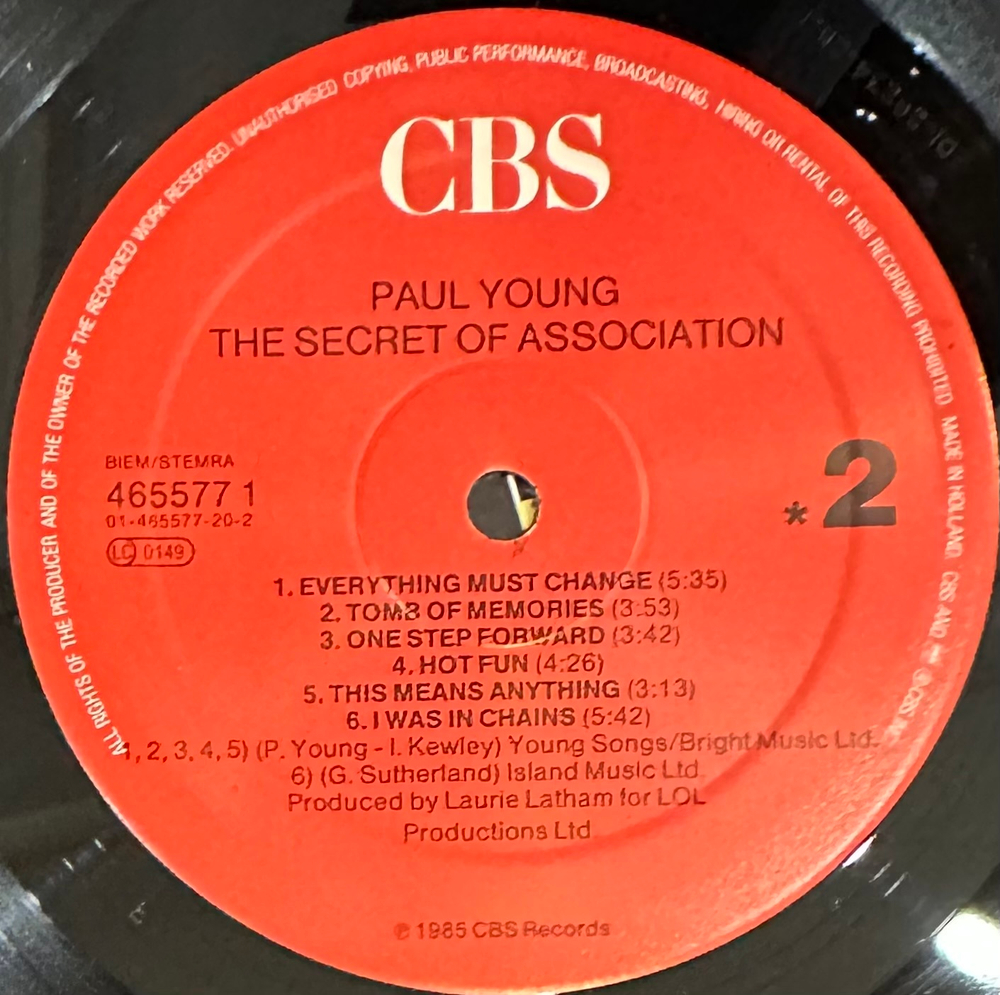 ALL RIGHTS OF THE PRODUCER AND OF THE OWNER OF THE RECORDED WORK RESERVED. UNAUTHORISED COPYING, PUBLIC PERFORMANCE, BROADCASTING, HIRING OR RENTAL OF THIS RECORDING PROHIBITED MADE IN HOLLAND. CBS AND
CBS
PAUL YOUNG
THE SECRET OF ASSOCIATION
BIEM/STEMRA
465577 1
01-465577-20-2
LC 0149
* 2
1. EVERYTHING MUST CHANGE (5:35)
2. TOMB OF MEMORIES (3:53)
3. ONE STEP FORWARD (3:42)
4. HOT FUN (4:26)
5. THIS MEANS ANYTHING (3:13)
6. I WAS IN CHAINS (5:42)
1, 2, 3, 4, 5) (P. Young - I. Kewley) Young Songs/Bright Music Ltd.
6) (G. Sutherland) Island Music Ltd
Produced by Laurie Latham for LOL
Productions Ltd
℗ 1985 CBS Records